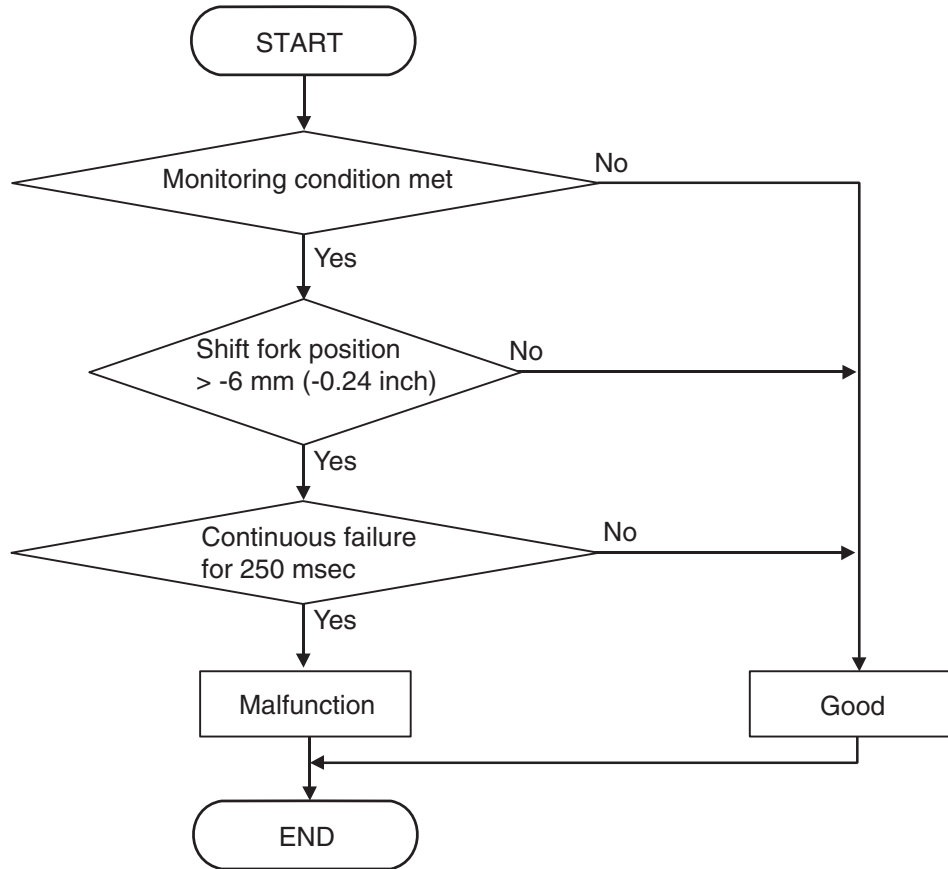 START
Monitoring condition met
No
Yes
Shift fork position
> -6 mm (-0.24 inch)
No
Yes
Continuous failure
for 250 msec
No
Yes
Malfunction
Good
END